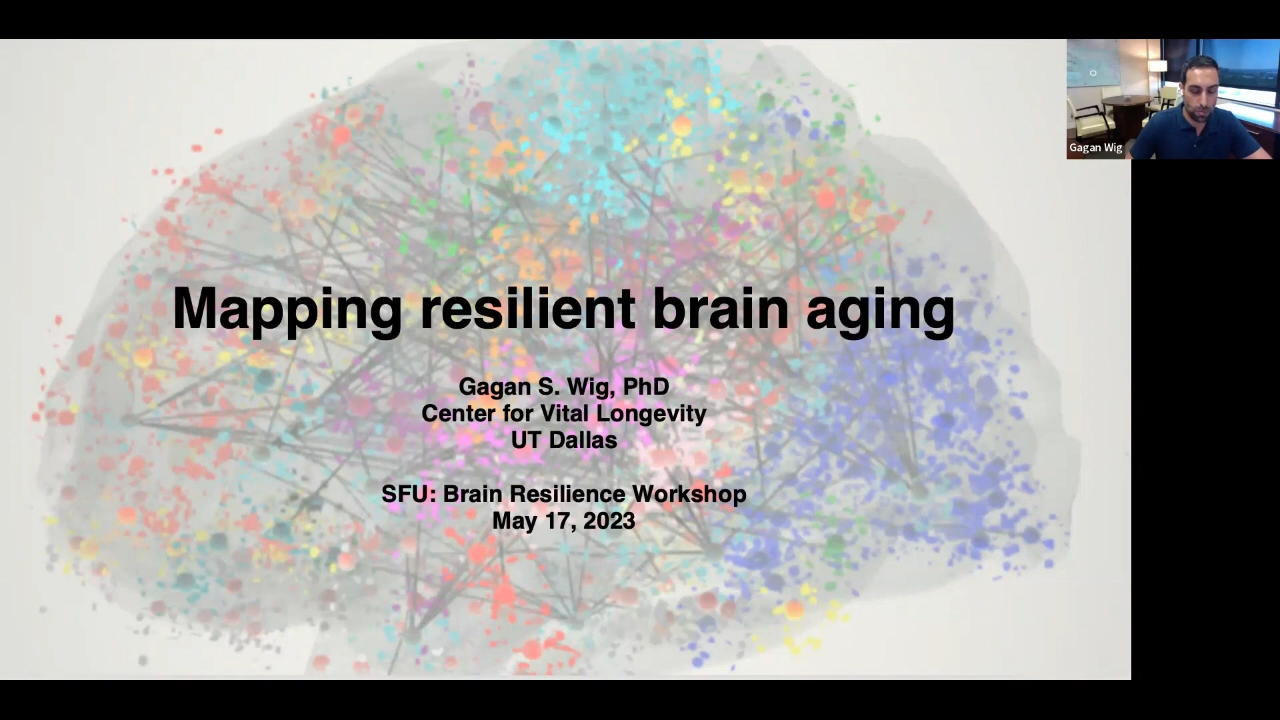 Gagan Wig
Mapping resilient brain aging
Gagan S. Wig, PhD
Center for Vital Longevity
UT Dallas
SFU: Brain Resilience Workshop
May 17, 2023